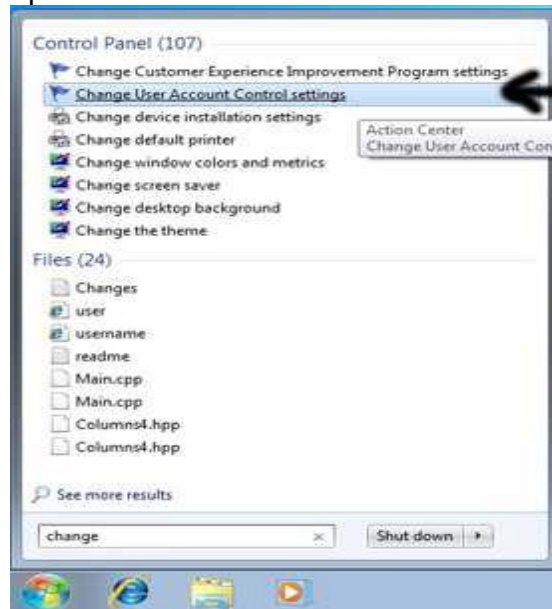 Control Panel (107)
Change Customer Experience Improvement Program settings
Change User Account Control settings
Change device installation settings
Action Center
Change default printer
Change User Account Con
Change window colors and metrics
Change screen saver
Change desktop background
Change the theme
Files (24)
Changes
user
username
readme
Main.cpp
Main.cpp
Columns4.hpp
Columns4.hpp
See more results
change
Shut down